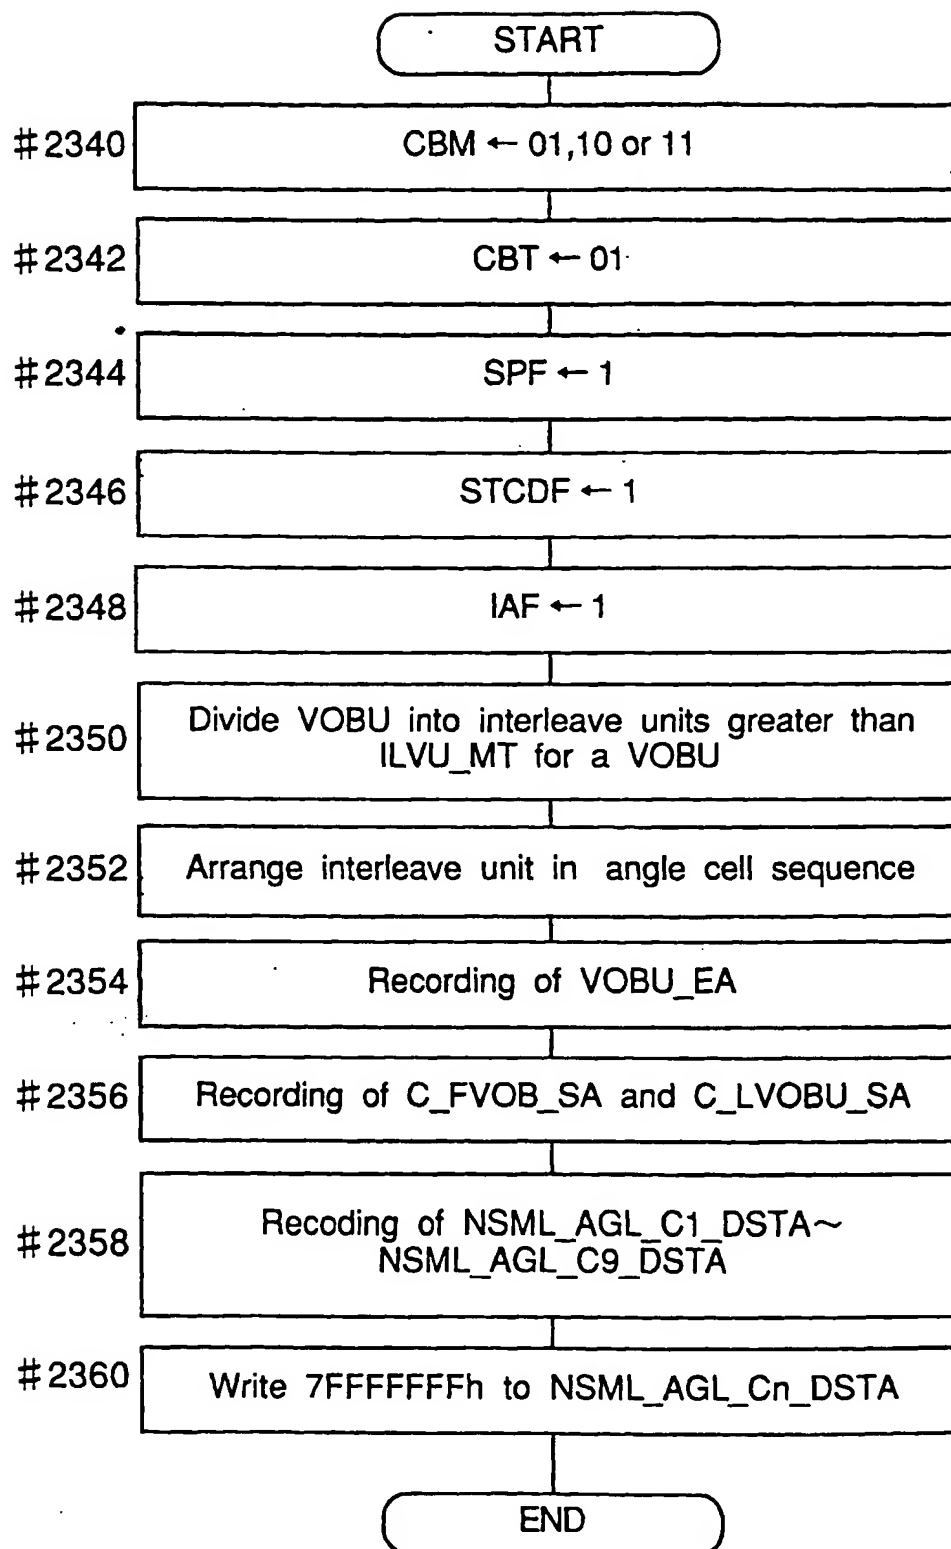 START
#2340 CBM ← 01,10 or 11
#2342 CBT ← 01
#2344 SPF ← 1
#2346 STCDF ← 1
#2348 IAF ← 1
#2350 Divide VOBU into interleave units greater than
ILVU_MT for a VOBU
#2352 Arrange interleave unit in angle cell sequence
#2354 Recording of VOBU_EA
#2356 Recording of C_FVOB_SA and C_LVOBU_SA
#2358 Recoding of NSML_AGL_C1_DSTA~
NSML_AGL_C9_DSTA
#2360 Write 7FFFFFFFh to NSML_AGL_Cn_DSTA
END